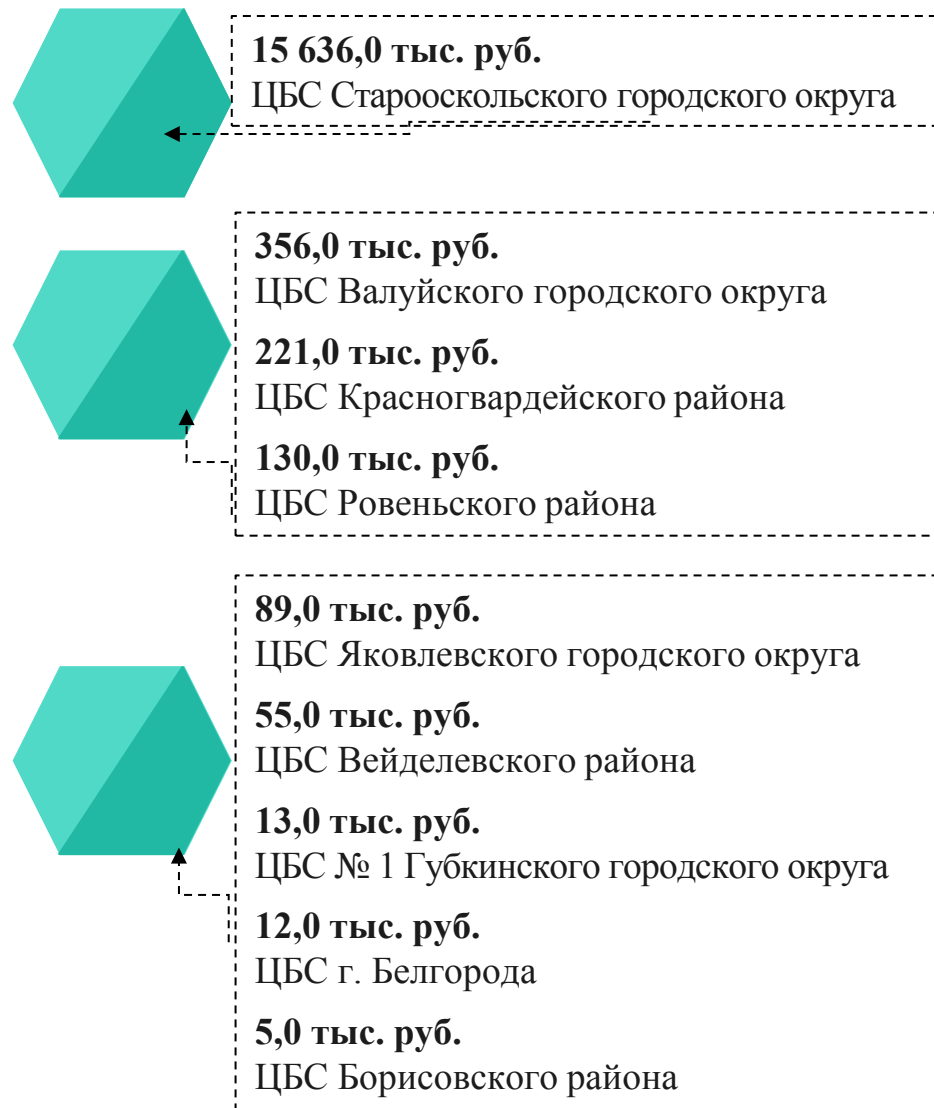 15 636,0 тыс. руб.
ЦБС Старооскольского городского округа
356,0 тыс. руб.
ЦБС Валуйского городского округа
221,0 тыс. руб.
ЦБС Красногвардейского района
130,0 тыс. руб.
ЦБС Ровеньского района
89,0 тыс. руб.
ЦБС Яковлевского городского округа
55,0 тыс. руб.
ЦБС Вейделевского района
13,0 тыс. руб.
ЦБС № 1 Губкинского городского округа
12,0 тыс. руб.
ЦБС г. Белгорода
5,0 тыс. руб.
ЦБС Борисовского района